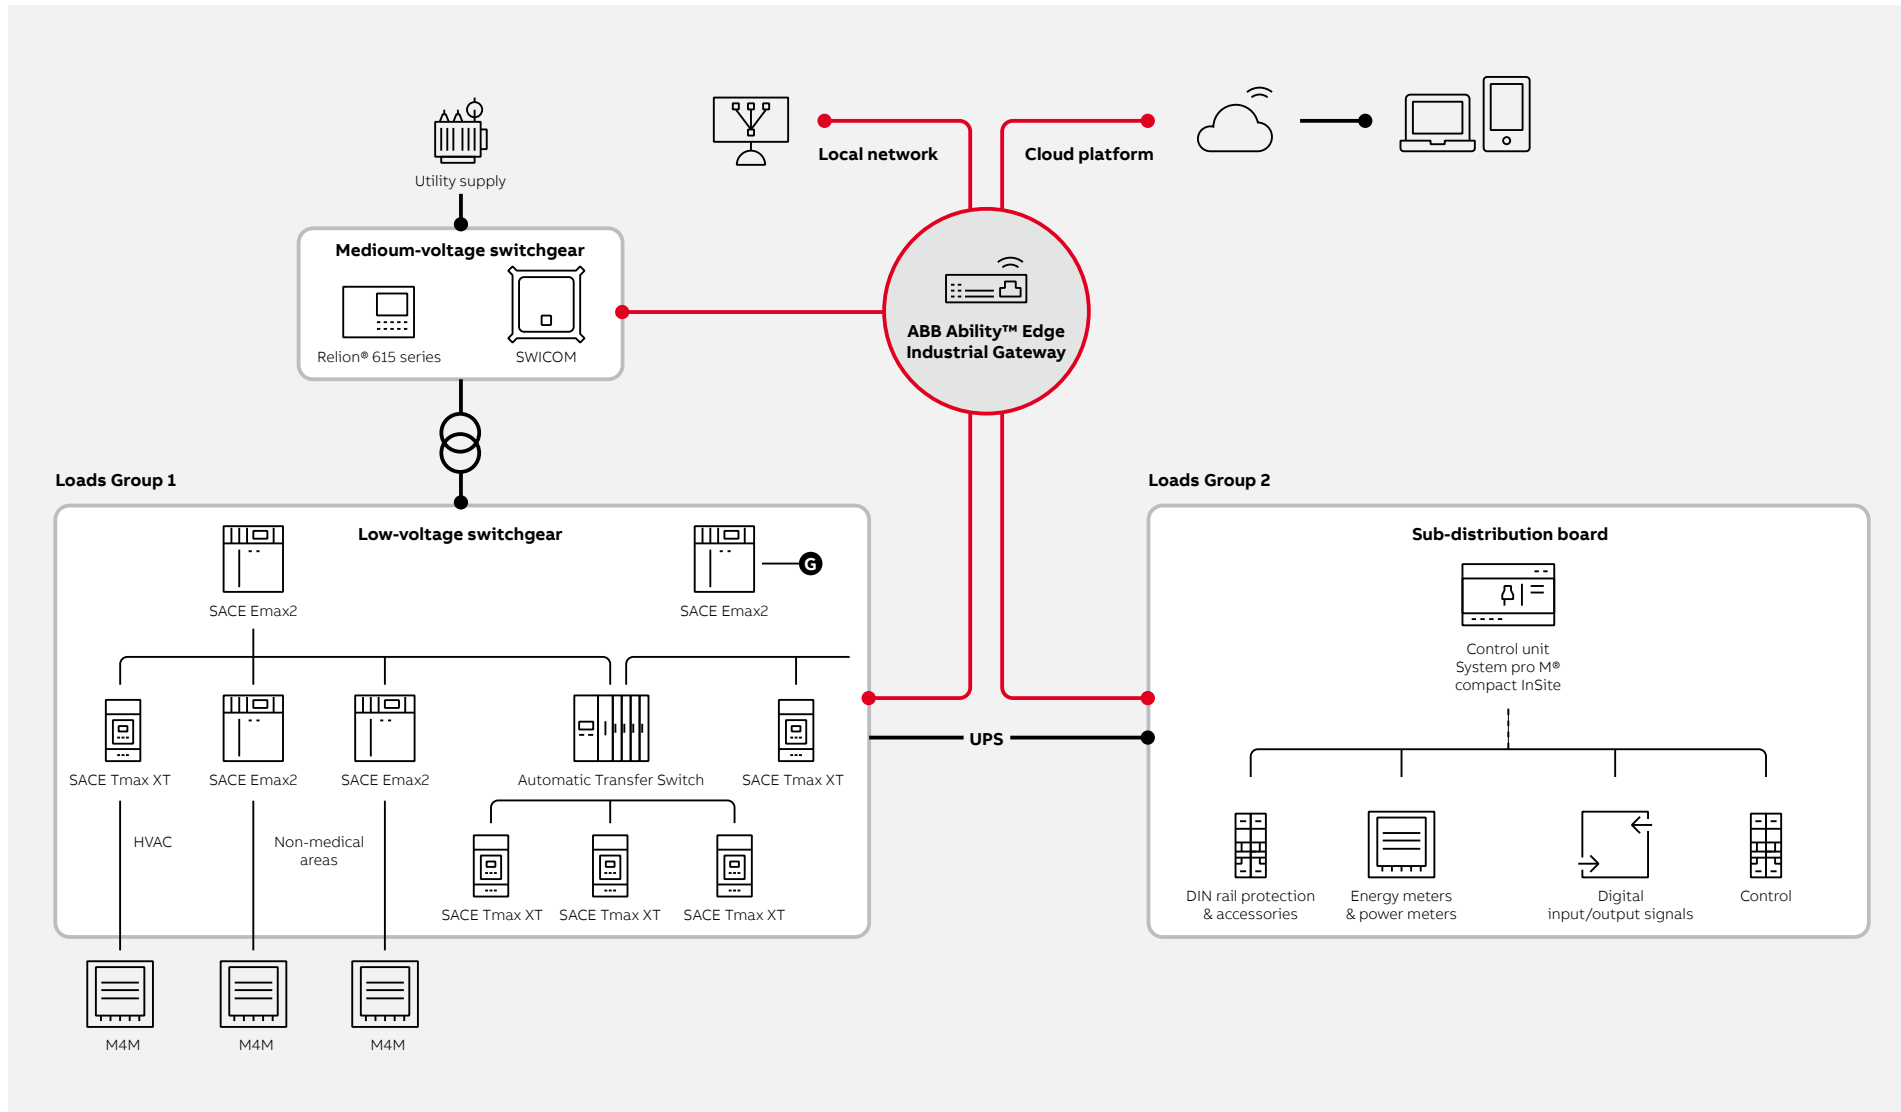 Local network
Cloud platform
Utility supply
Medioum-voltage switchgear
Relion® 615 series
SWICOM
ABB Ability™ Edge
Industrial Gateway
Loads Group 1
Low-voltage switchgear
SACE Emax2
G
SACE Emax2
SACE Tmax XT
SACE Emax2
SACE Emax2
Automatic Transfer Switch
SACE Tmax XT
HVAC
Non-medical
areas
SACE Tmax XT
SACE Tmax XT
SACE Tmax XT
M4M
M4M
M4M
UPS
Loads Group 2
Sub-distribution board
Control unit
System pro M®
compact InSite
DIN rail protection
& accessories
Energy meters
& power meters
Digital
input/output signals
Control